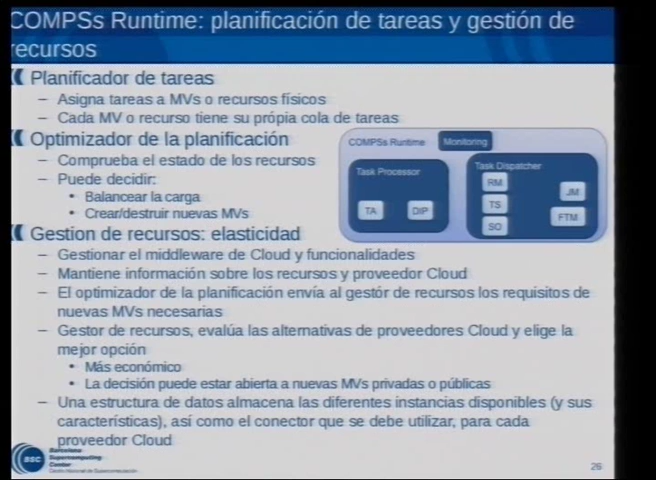 COMPSs Runtime: planificación de tareas y gestión de
recursos
Planificador de tareas
– Asigna tareas a MVs o recursos físicos
– Cada MV o recurso tiene su própia cola de tareas
Optimizador de la planificación
– Comprueba el estado de los recursos
– Puede decidir:
• Balancear la carga
• Crear/destruir nuevas MVs
COMPSs Runtime
Monitoring
Task Processor
TA
DIP
Task Dispatcher
RM
TS
SO
JM
FTM
Gestion de recursos: elasticidad
– Gestionar el middleware de Cloud y funcionalidades
– Mantiene información sobre los recursos y proveedor Cloud
– El optimizador de la planificación envía al gestór de recursos los requisitos de
nuevas MVs necesarias
– Gestor de recursos, evalúa las alternativas de proveedores Cloud y elige la
mejor opción
• Más económico
• La decisión puede estar abierta a nuevas MVs privadas o públicas
– Una estructura de datos almacena las diferentes instancias disponibles (y sus
características), así como el conector que se debe utilizar, para cada
proveedor Cloud
BSC
Barcelona
Supercomputing
Center
Centro Nacional de Supercomputación
26